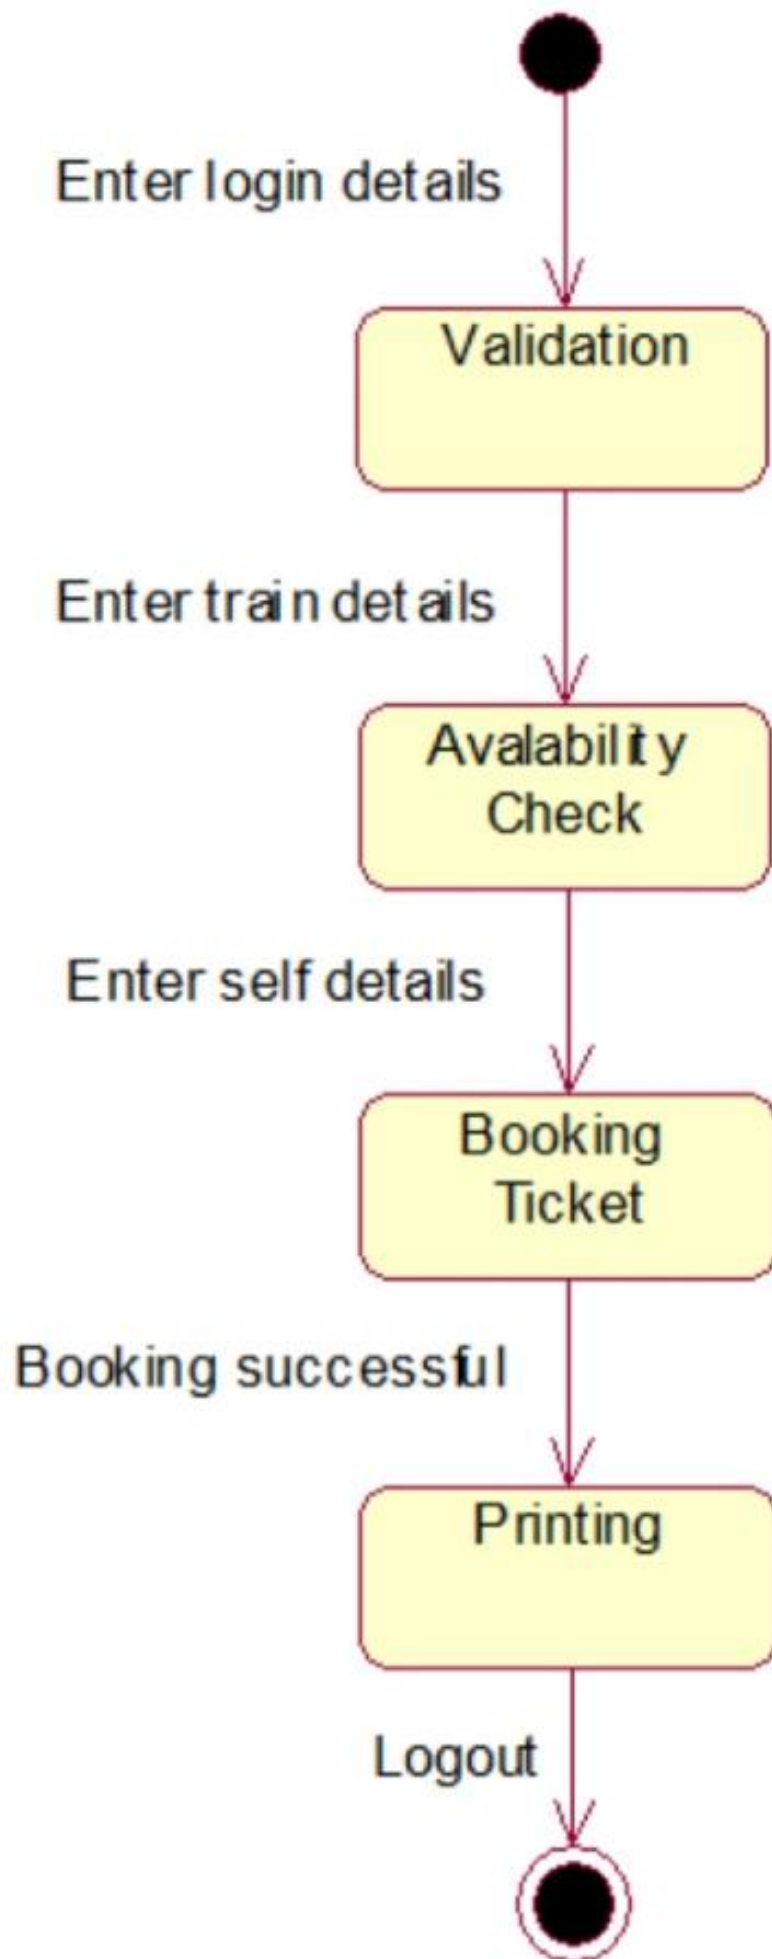 Enter login details
Validation
Enter train details
Avalability
Check
Enter self details
Booking
Ticket
Booking successful
Printing
Logout